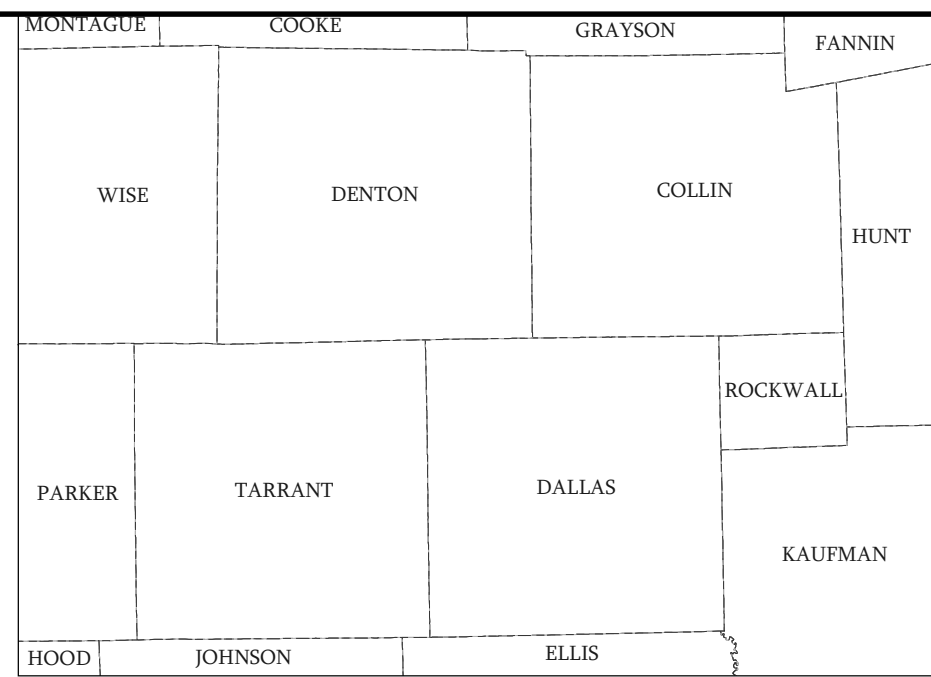 MONTAGUE
COOKE
GRAYSON
FANNIN
WISE
DENTON
COLLIN
HUNT
ROCKWALL
PARKER
TARRANT
DALLAS
KAUFMAN
HOOD
JOHNSON
ELLIS